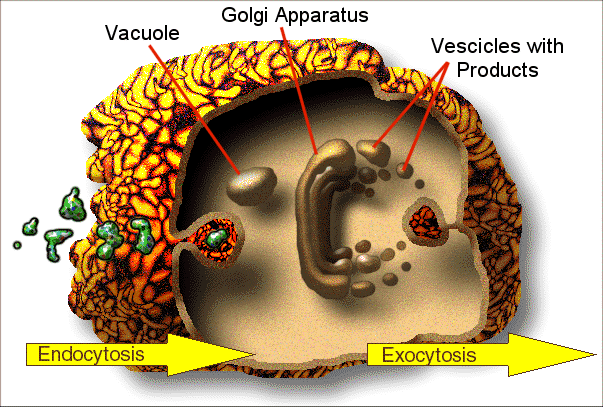 Golgi Apparatus
Vacuole
Vescicles with
Products
Endocytosis
Exocytosis